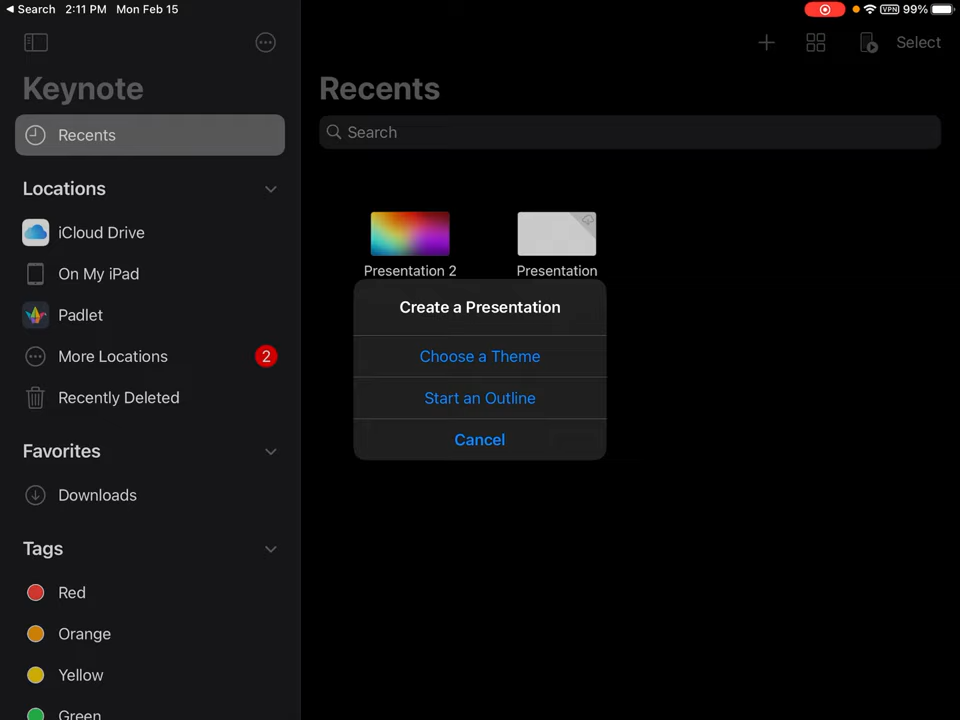 Search 2:11 PM Mon Feb 15
VPN 99%
Select
Keynote
Recents
Recents
Search
Locations
iCloud Drive
On My iPad
Padlet
More Locations 2
Recently Deleted
Favorites
Downloads
Tags
Red
Orange
Yellow
Green
Presentation 2
Presentation
Create a Presentation
Choose a Theme
Start an Outline
Cancel